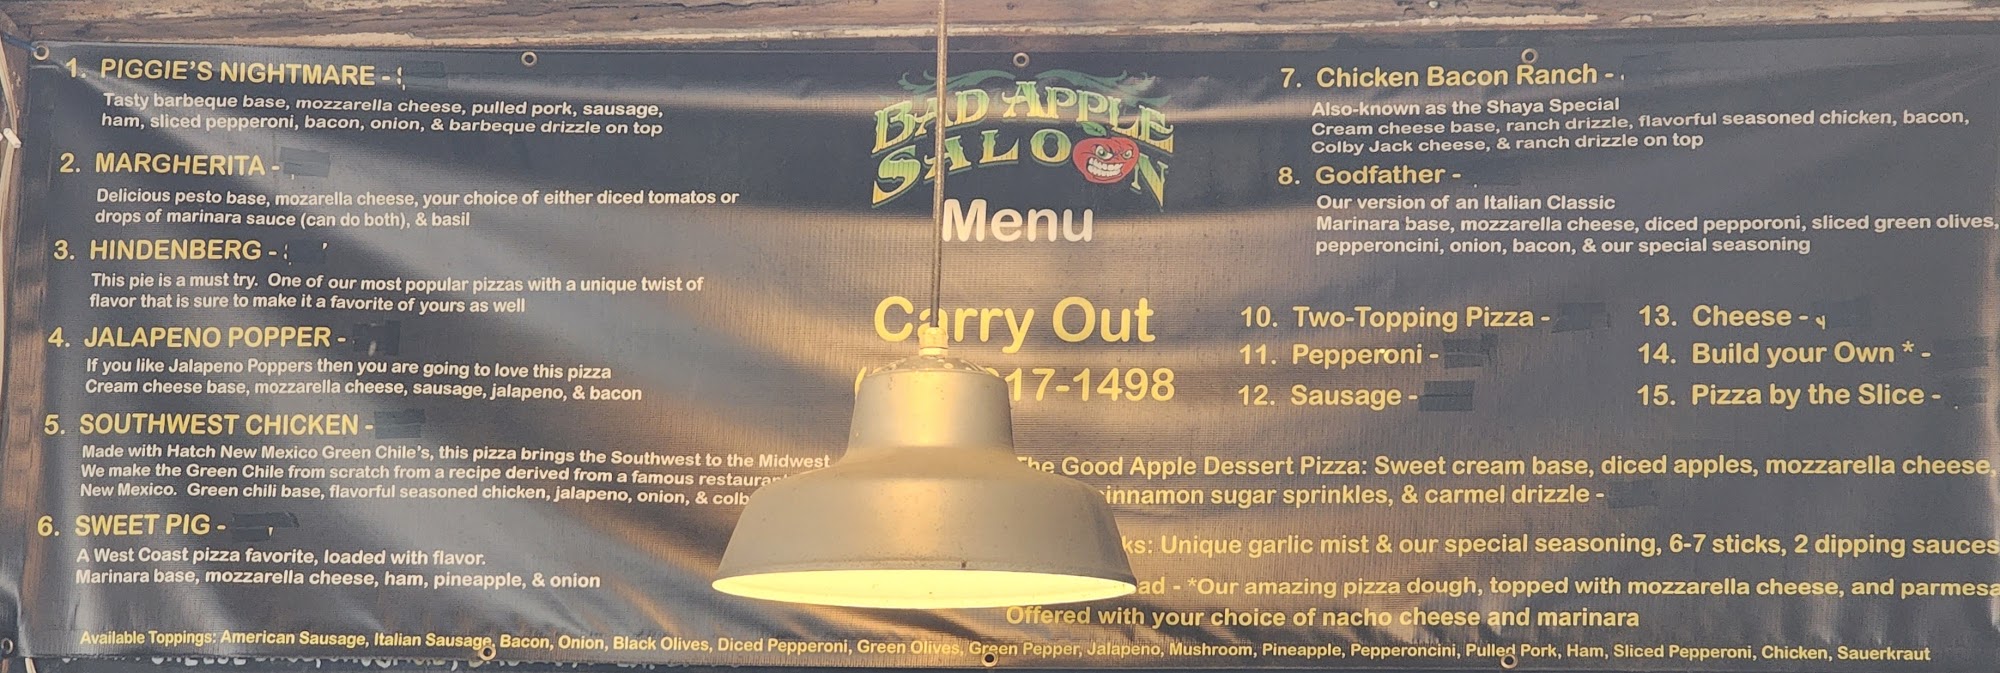 1. PIGGIE'S NIGHTMARE -
Tasty barbeque base, mozzarella cheese, pulled pork, sausage,
ham, sliced pepperoni, bacon, onion, & barbeque drizzle on top
2. MARGHERITA -
Delicious pesto base, mozarella cheese, your choice of either diced tomatos or
drops of marinara sauce (can do both), & basil
3. HINDENBERG -
This pie is a must try. One of our most popular pizzas with a unique twist of
flavor that is sure to make it a favorite of yours as well
4. JALAPENO POPPER -
If you like Jalapeno Poppers then you are going to love this pizza
Cream cheese base, mozzarella cheese, sausage, jalapeno, & bacon
5. SOUTHWEST CHICKEN -
Made with Hatch New Mexico Green Chile's, this pizza brings the Southwest to the Midwest
We make the Green Chile from scratch from a recipe derived from a famous
New Mexico. Green chili base, flavorful seasoned chicken, jalapeno, onion, &
6. SWEET PIG -
A West Coast pizza favorite, loaded with flavor.
Marinara base, mozzarella cheese, ham, pineapple, & onion
BAD APPLE
SALOON
Menu
Carry Out
17-1498
7. Chicken Bacon Ranch -
Also-known as the Shaya Special
Cream cheese base, ranch drizzle, flavorful seasoned chicken, bacon,
Colby Jack cheese, & ranch drizzle on top
8. Godfather -
Our version of an Italian Classic
Marinara base, mozzarella cheese, diced pepporoni, sliced green olives,
pepperoncini, onion, bacon, & our special seasoning
10. Two-Topping Pizza -
11. Pepperoni -
12. Sausage -
13. Cheese -
14. Build your Own * -
15. Pizza by the Slice -
The Good Apple Dessert Pizza: Sweet cream base, diced apples, mozzarella cheese,
innamon sugar sprinkles, & carmel drizzle -
ks: Unique garlic mist & our special seasoning, 6-7 sticks, 2 dipping sauces
ad - *Our amazing pizza dough, topped with mozzarella cheese, and parmesa
Offered with your choice of nacho cheese and marinara
Available Toppings: American Sausage, Italian Sausage, Bacon, Onion, Black Olives, Diced Pepperoni, Green Olives, Green Pepper, Jalapeno, Mushroom, Pineapple, Pepperoncini, Pulled Pork, Ham, Sliced Pepperoni, Chicken, Sauerkraut